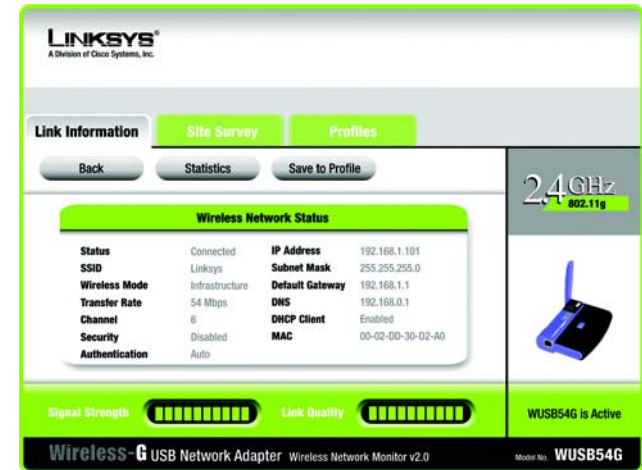 LINKSYS®
A Division of Cisco Systems, Inc.
Link Information Site Survey Profiles
Back Statistics Save to Profile
2.4GHz
802.11g
Wireless Network Status
Status Connected IP Address 192.168.1.101
SSID Linksys Subnet Mask 255.255.255.0
Wireless Mode Infrastructure Default Gateway 192.168.1.1
Transfer Rate 54 Mbps DNS 192.168.0.1
Channel 6 DHCP Client Enabled
Security Disabled MAC 00-02-DD-30-D2-A0
Authentication Auto
Signal Strength Link Quality WUSB54G is Active
Wireless-G USB Network Adapter Wireless Network Monitor v2.0 Model No. WUSB54G